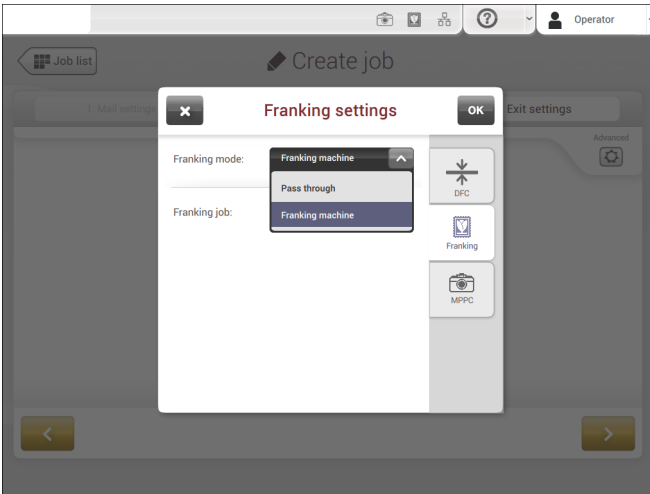 ?
Operator
Job list
Create job
1. Mail settings
Exit settings
Advanced
Franking settings
OK
Franking mode:
Franking machine
Pass through
Franking machine
Franking job:
DFC
Franking
MPPC